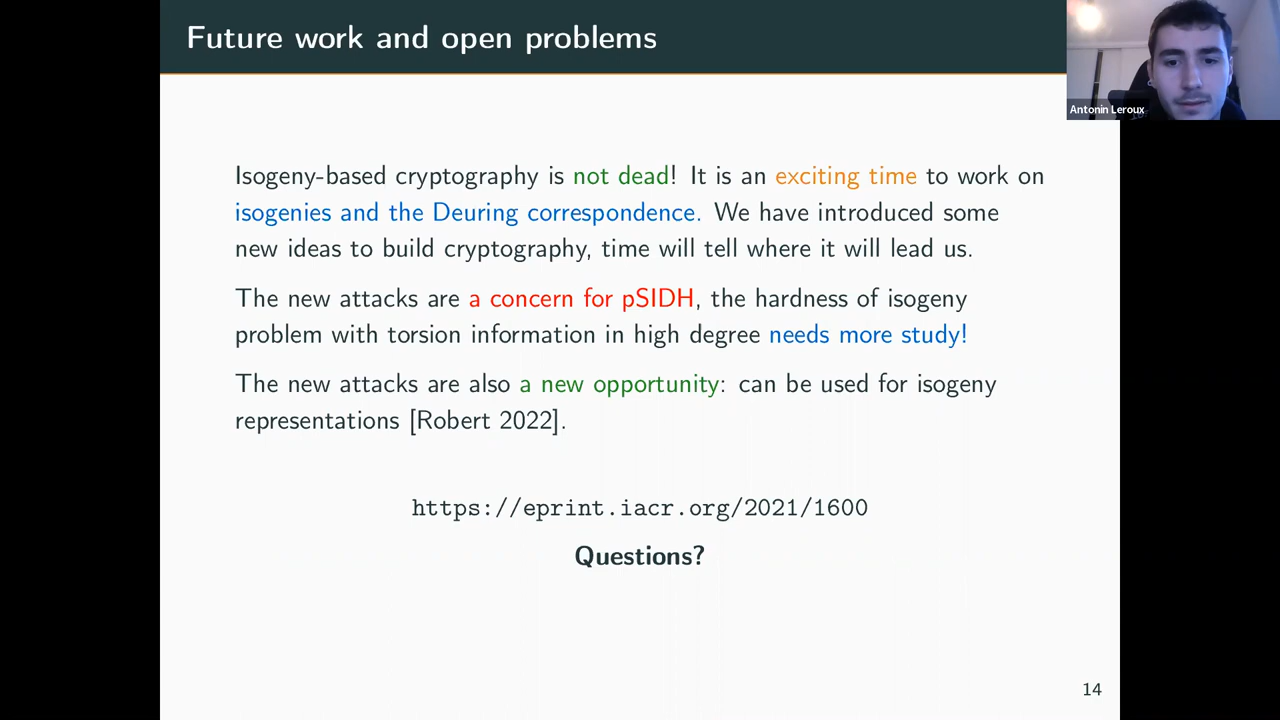 Future work and open problems
Antonin Leroux
Isogeny-based cryptography is not dead! It is an exciting time to work on
isogenies and the Deuring correspondence. We have introduced some
new ideas to build cryptography, time will tell where it will lead us.
The new attacks are a concern for pSIDH, the hardness of isogeny
problem with torsion information in high degree needs more study!
The new attacks are also a new opportunity: can be used for isogeny
representations [Robert 2022].
https://eprint.iacr.org/2021/1600
Questions?
14